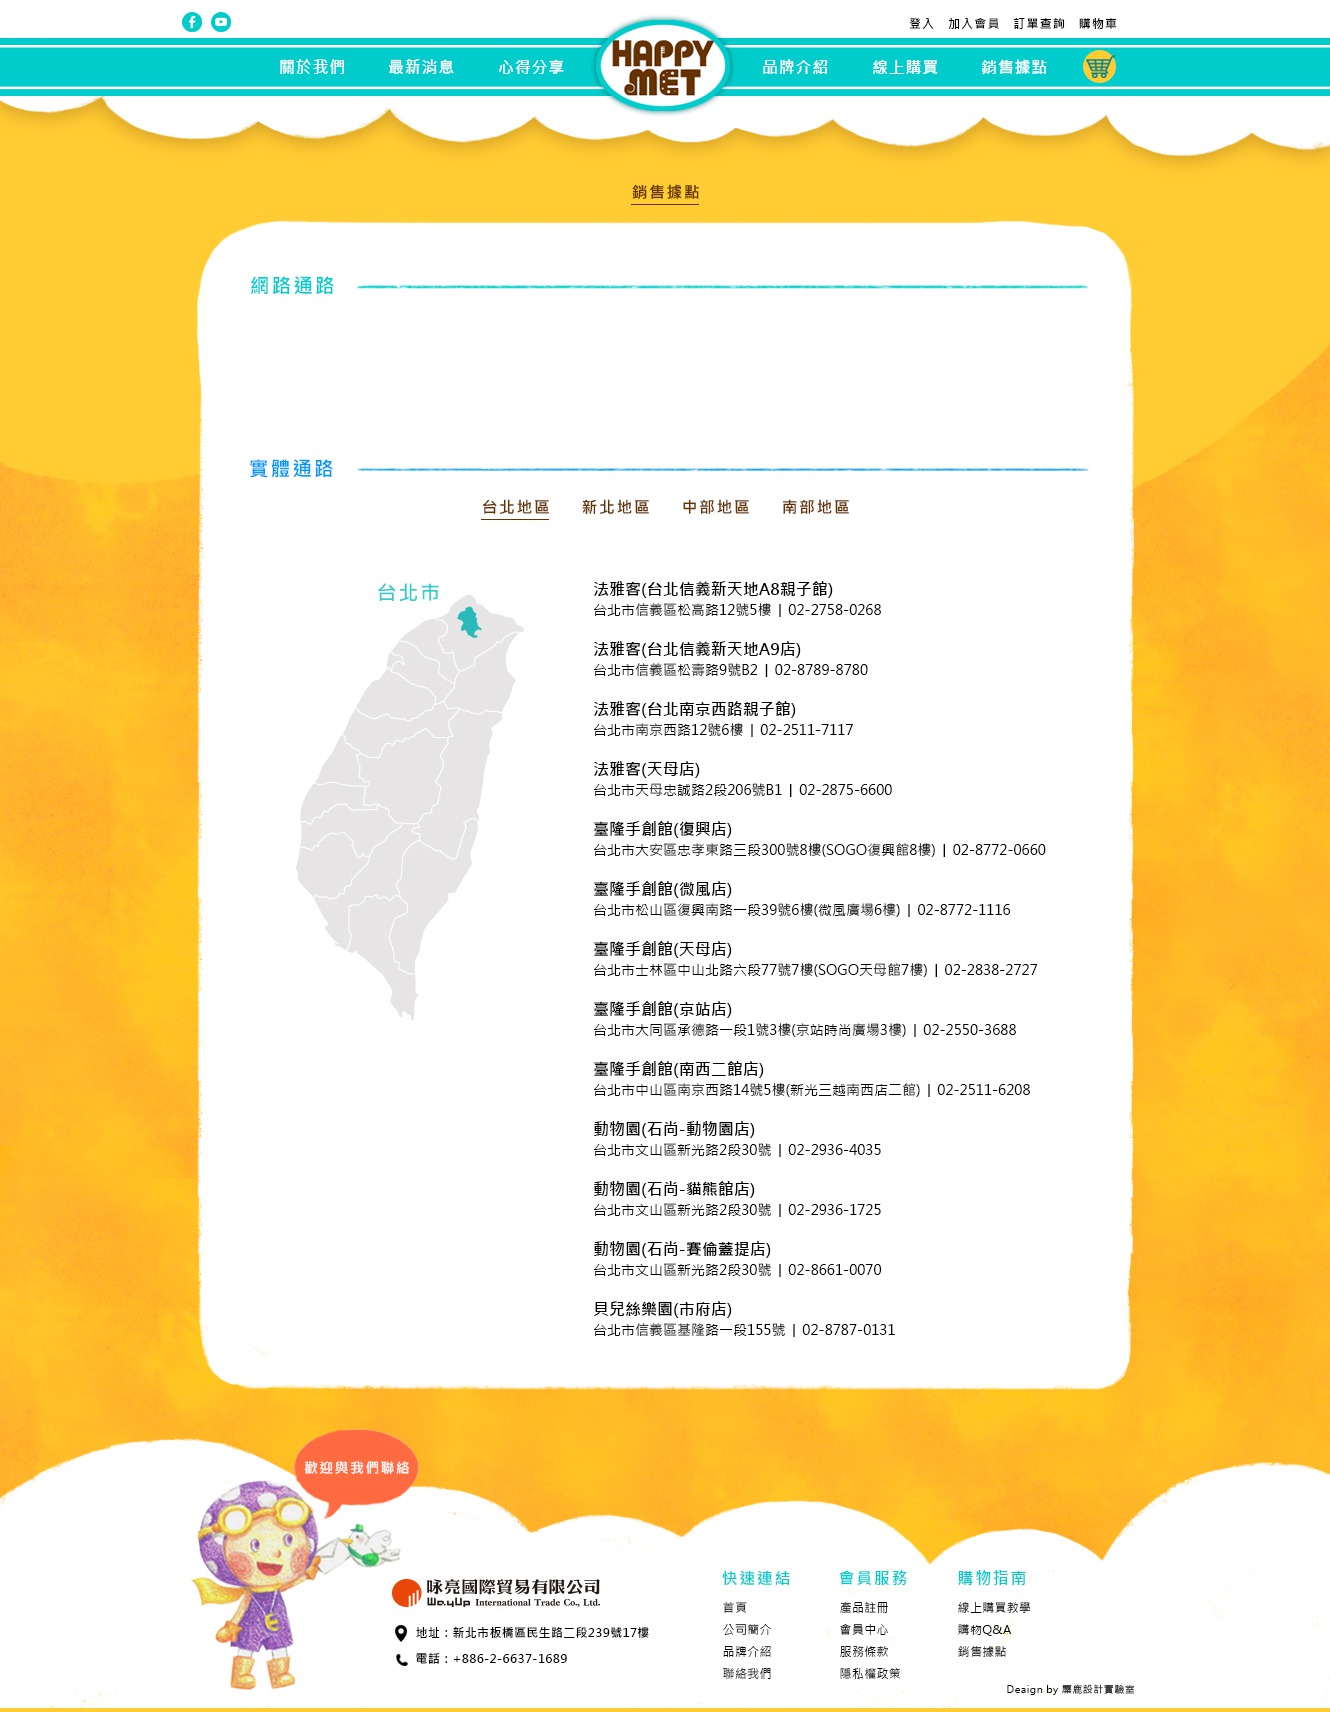 登入 加入會員 訂單查詢 購物車
關於我們 最新消息 心得分享 HAPPY MET 品牌介紹 線上購買 銷售據點
銷售據點
網路通路
實體通路
台北地區 新北地區 中部地區 南部地區
台北市
法雅客(台北信義新天地A8親子館)
台北市信義區松高路12號5樓 | 02-2758-0268
法雅客(台北信義新天地A9店)
台北市信義區松壽路9號B2 | 02-8789-8780
法雅客(台北南京西路親子館)
台北市南京西路12號6樓 | 02-2511-7117
法雅客(天母店)
台北市天母忠誠路2段206號B1 | 02-2875-6600
臺隆手創館(復興店)
台北市大安區忠孝東路三段300號8樓(SOGO復興館8樓) | 02-8772-0660
臺隆手創館(微風店)
台北市松山區復興南路一段39號6樓(微風廣場6樓) | 02-8772-1116
臺隆手創館(天母店)
台北市士林區中山北路六段77號7樓(SOGO天母館7樓) | 02-2838-2727
臺隆手創館(京站店)
台北市大同區承德路一段1號3樓(京站時尚廣場3樓) | 02-2550-3688
臺隆手創館(南西二館店)
台北市中山區南京西路14號5樓(新光三越南西店二館) | 02-2511-6208
動物園(石尚-動物園店)
台北市文山區新光路2段30號 | 02-2936-4035
動物園(石尚-貓熊館店)
台北市文山區新光路2段30號 | 02-2936-1725
動物園(石尚-賽倫蓋提店)
台北市文山區新光路2段30號 | 02-8661-0070
貝兒絲樂園(市府店)
台北市信義區基隆路一段155號 | 02-8787-0131
歡迎與我們聯絡
咏亮國際貿易有限公司
WayUp International Trade Co., Ltd.
地址：新北市板橋區民生路二段239號17樓
電話：+886-2-6637-1689
快速連結 會員服務 購物指南
首頁 產品註冊 線上購買教學
公司簡介 會員中心 購物Q&A
品牌介紹 服務條款 銷售據點
聯絡我們 隱私權政策
Deaign by 麋鹿設計實驗室